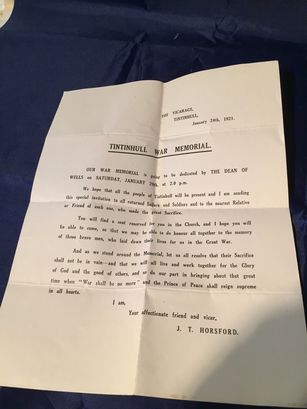 THE VICARAGE,
TINTINHULL,
January 20th, 1921.
TINTINHULL WAR MEMORIAL.
OUR WAR MEMORIAL is going to be dedicated by THE DEAN OF
WELLS on SATURDAY, JANUARY 29th, at 2.0 p.m.
We hope that all the people of Tintinhull will be present and I am sending
this special invitation to all returned Sailors and Soldiers and to the nearest Relative
or Friend of each one, who made the great Sacrifice.
You will find a seat reserved for you in the Church, and I hope you will
be able to come, so that we may be able to do honour all together to the memory
of those brave men, who laid down their lives for us in the Great War.
And as we stand around the Memorial, let us all resolve that their Sacrifice
shall not be in vain—and that we will all live and work together for the Glory
of God and the good of others, and so do our part in bringing about that great
time when "War shall be no more" and the Prince of Peace shall reign supreme
in all hearts.
I am,
Your affectionate friend and vicar,
J. T. HORSFORD.